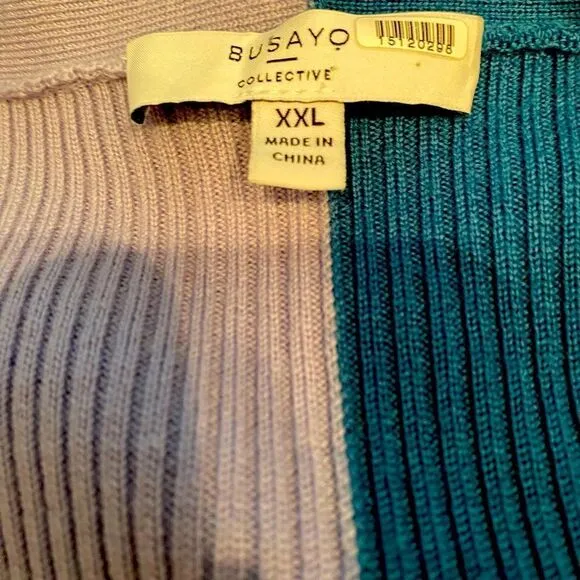 BUSAYO
COLLECTIVE
15120296
XXL
MADE IN
CHINA